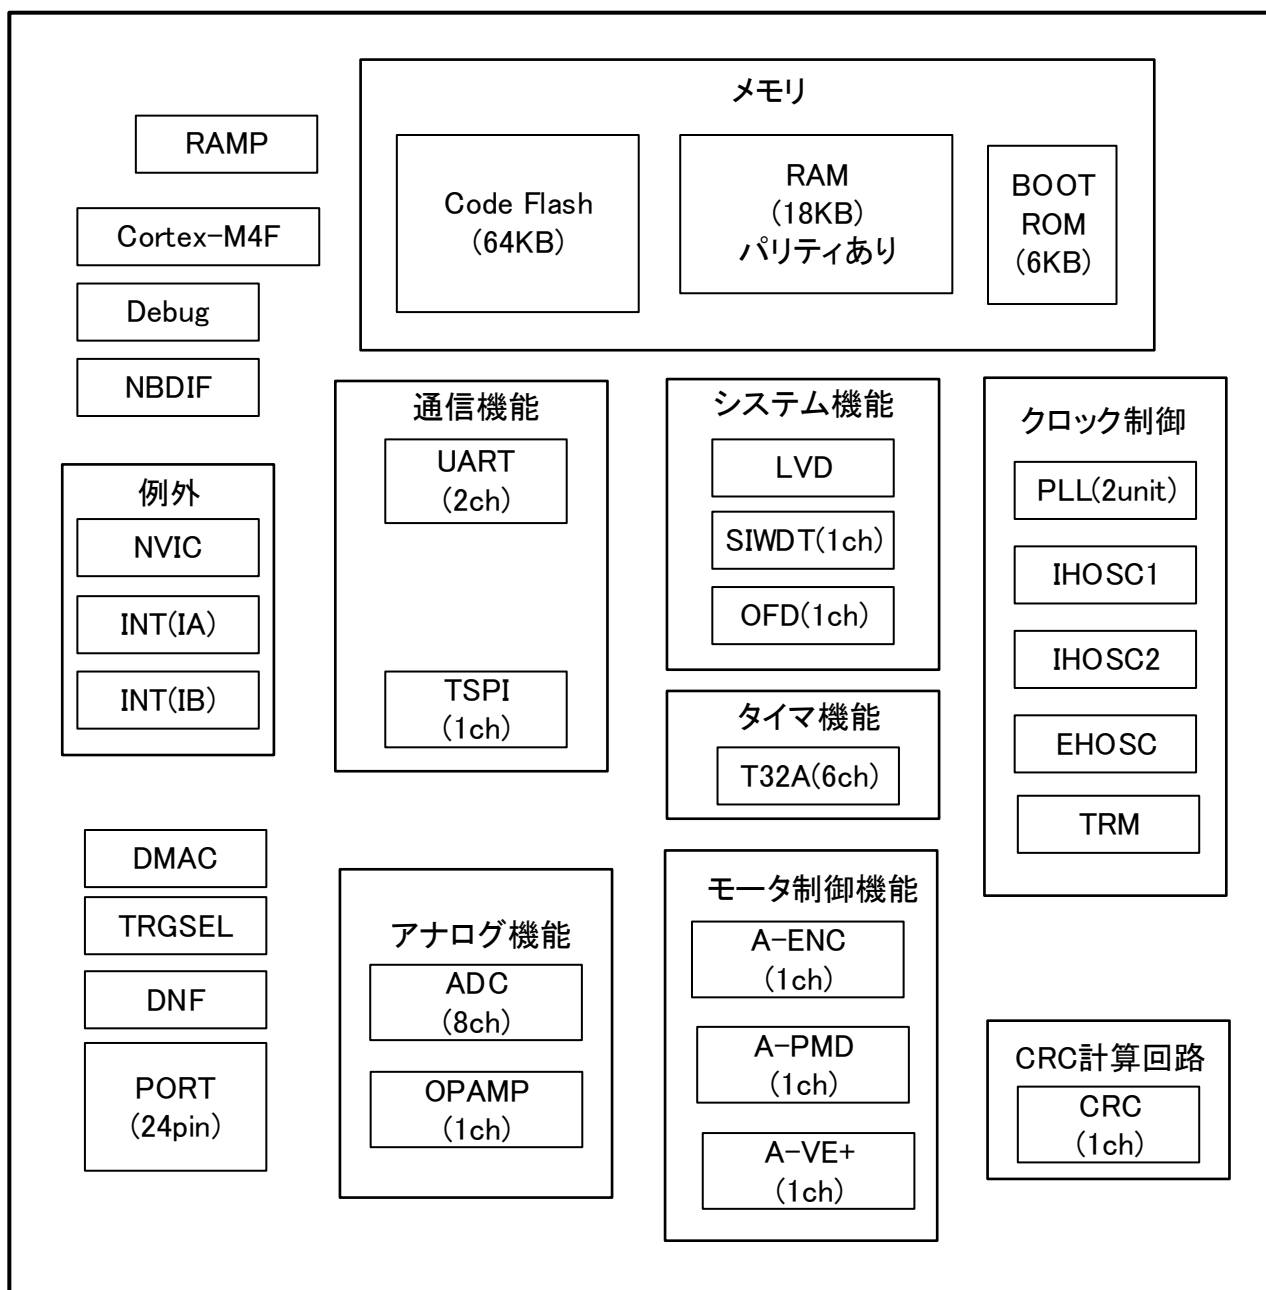 メモリ
Code Flash
(64KB)
RAM
(18KB)
パリティあり
BOOT
ROM
(6KB)
RAMP
Cortex-M4F
Debug
NBDIF
例外
NVIC
INT(IA)
INT(IB)
DMAC
TRGSEL
DNF
PORT
(24pin)
通信機能
UART
(2ch)
TSPI
(1ch)
アナログ機能
ADC
(8ch)
OPAMP
(1ch)
システム機能
LVD
SIWDT(1ch)
OFD(1ch)
タイマ機能
T32A(6ch)
モータ制御機能
A-ENC
(1ch)
A-PMD
(1ch)
A-VE+
(1ch)
クロック制御
PLL(2unit)
IHOSC1
IHOSC2
EHOSC
TRM
CRC計算回路
CRC
(1ch)